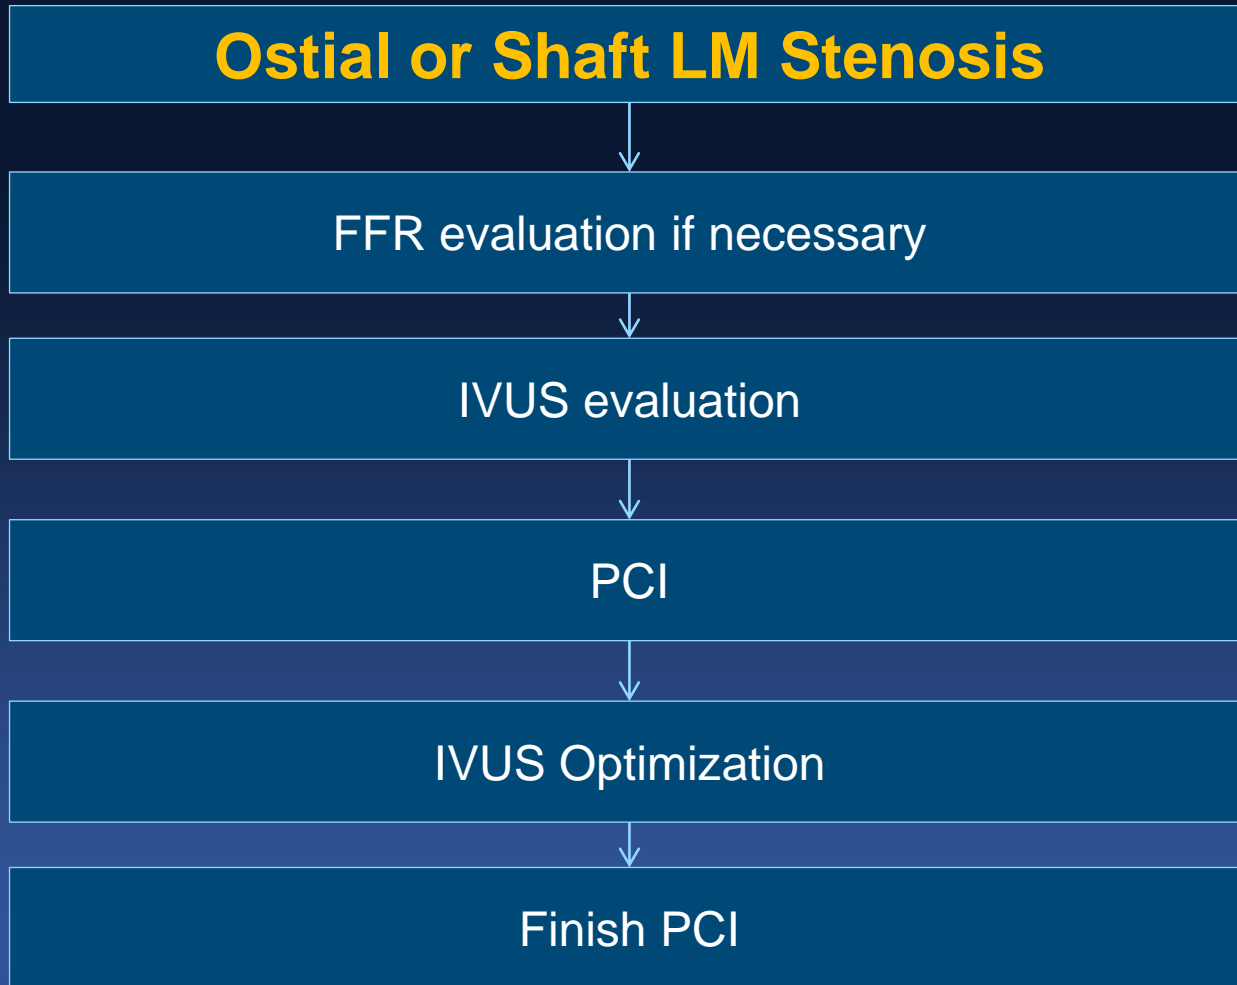 Ostial or Shaft LM Stenosis
FFR evaluation if necessary
IVUS evaluation
PCI
IVUS Optimization
Finish PCI